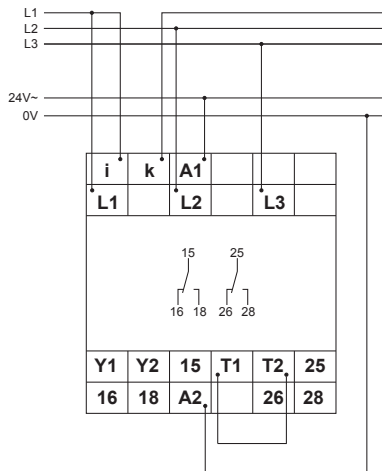 L1
L2
L3
24V~
0V
i k A1
L1 L2 L3
15 25
16 18 26 28
Y1 Y2 15 T1 T2 25
16 18 A2 26 28